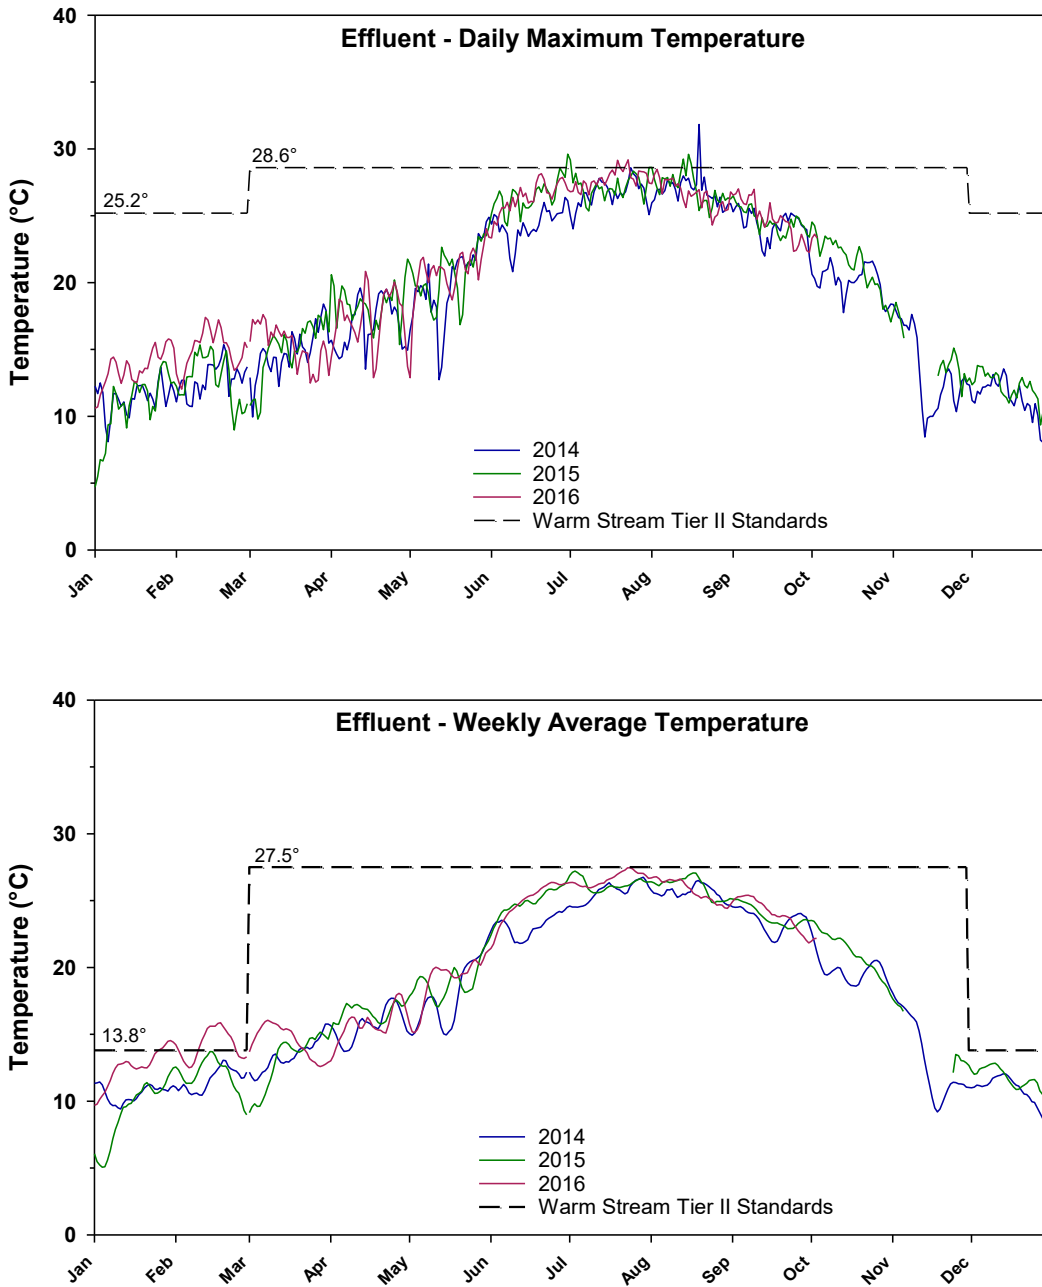 Effluent - Daily Maximum Temperature
Temperature (°C)
40
30
20
10
0
25.2°
28.6°
2014
2015
2016
Warm Stream Tier II Standards
Jan Feb Mar Apr May Jun Jul Aug Sep Oct Nov Dec
Effluent - Weekly Average Temperature
Temperature (°C)
40
30
20
10
0
13.8°
27.5°
2014
2015
2016
Warm Stream Tier II Standards
Jan Feb Mar Apr May Jun Jul Aug Sep Oct Nov Dec